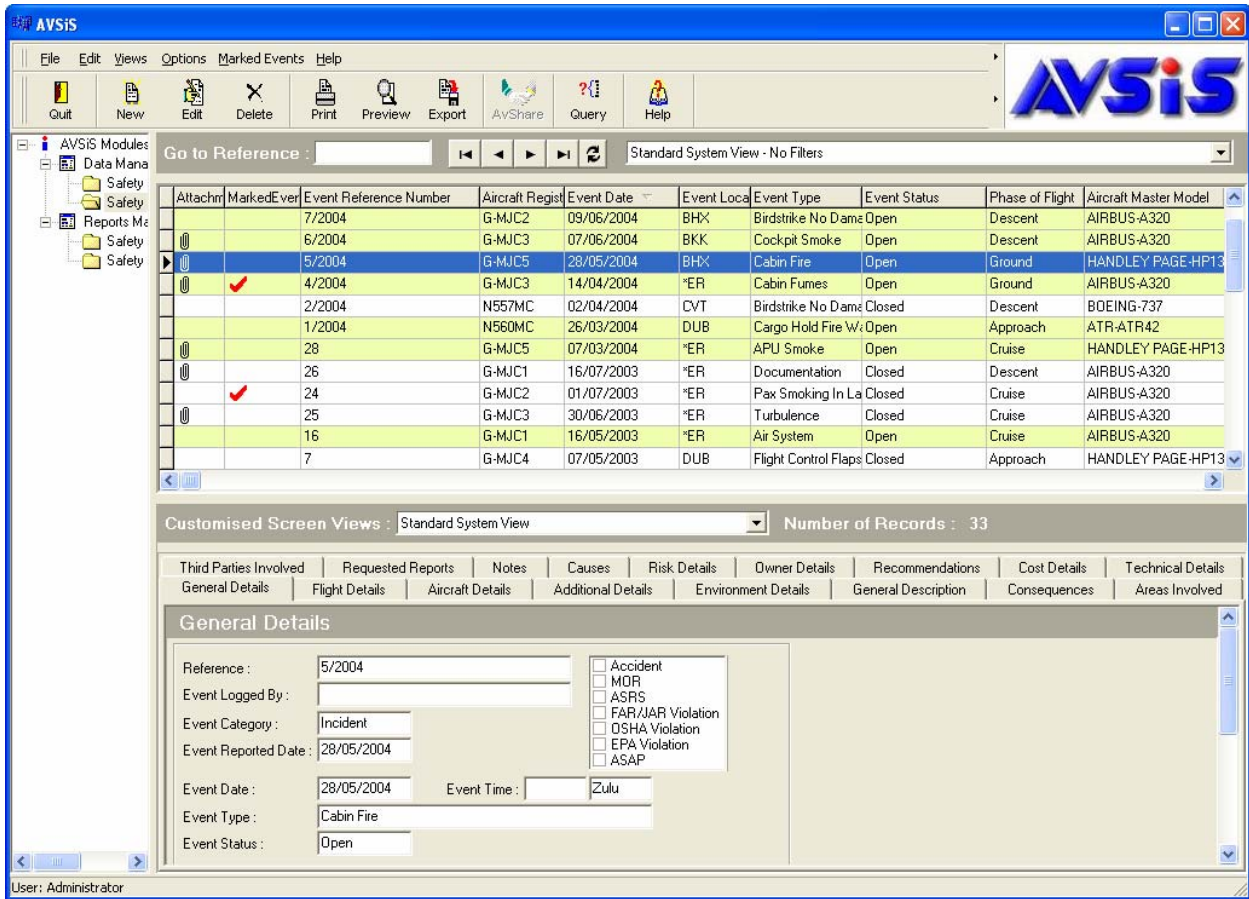 AVSiS
File Edit Views Options Marked Events Help
AVSiS
Quit New Edit Delete Print Preview Export AvShare Query Help
AVSiS Modules
Data Mana
Safety
Safety
Reports Ma
Safety
Safety
Go to Reference : Standard System View - No Filters
Attachm MarkedEver Event Reference Number Aircraft Regist Event Date Event Loca Event Type Event Status Phase of Flight Aircraft Master Model
7/2004 G-MJC2 09/06/2004 BHX Birdstrike No Dama Open Descent AIRBUS-A320
6/2004 G-MJC3 07/06/2004 BKK Cockpit Smoke Open Descent AIRBUS-A320
5/2004 G-MJC5 28/05/2004 BHX Cabin Fire Open Ground HANDLEY PAGE-HP13
4/2004 G-MJC3 14/04/2004 *ER Cabin Fumes Open Ground AIRBUS-A320
2/2004 N557MC 02/04/2004 CVT Birdstrike No Dama Closed Descent BOEING-737
1/2004 N560MC 26/03/2004 DUB Cargo Hold Fire Wa Open Approach ATR-ATR42
28 G-MJC5 07/03/2004 *ER APU Smoke Open Cruise HANDLEY PAGE-HP13
26 G-MJC1 16/07/2003 *ER Documentation Closed Descent AIRBUS-A320
24 G-MJC2 01/07/2003 *ER Pax Smoking In La Closed Cruise AIRBUS-A320
25 G-MJC3 30/06/2003 *ER Turbulence Closed Cruise AIRBUS-A320
16 G-MJC1 16/05/2003 *ER Air System Open Cruise AIRBUS-A320
7 G-MJC4 07/05/2003 DUB Flight Control Flaps Closed Approach HANDLEY PAGE-HP13
Customised Screen Views : Standard System View Number of Records : 33
Third Parties Involved Requested Reports Notes Causes Risk Details Owner Details Recommendations Cost Details Technical Details
General Details Flight Details Aircraft Details Additional Details Environment Details General Description Consequences Areas Involved
General Details
Reference : 5/2004
Event Logged By :
Event Category : Incident
Event Reported Date : 28/05/2004
Accident
MOR
ASRS
FAR/JAR Violation
OSHA Violation
EPA Violation
ASAP
Event Date : 28/05/2004 Event Time : Zulu
Event Type : Cabin Fire
Event Status : Open
User: Administrator